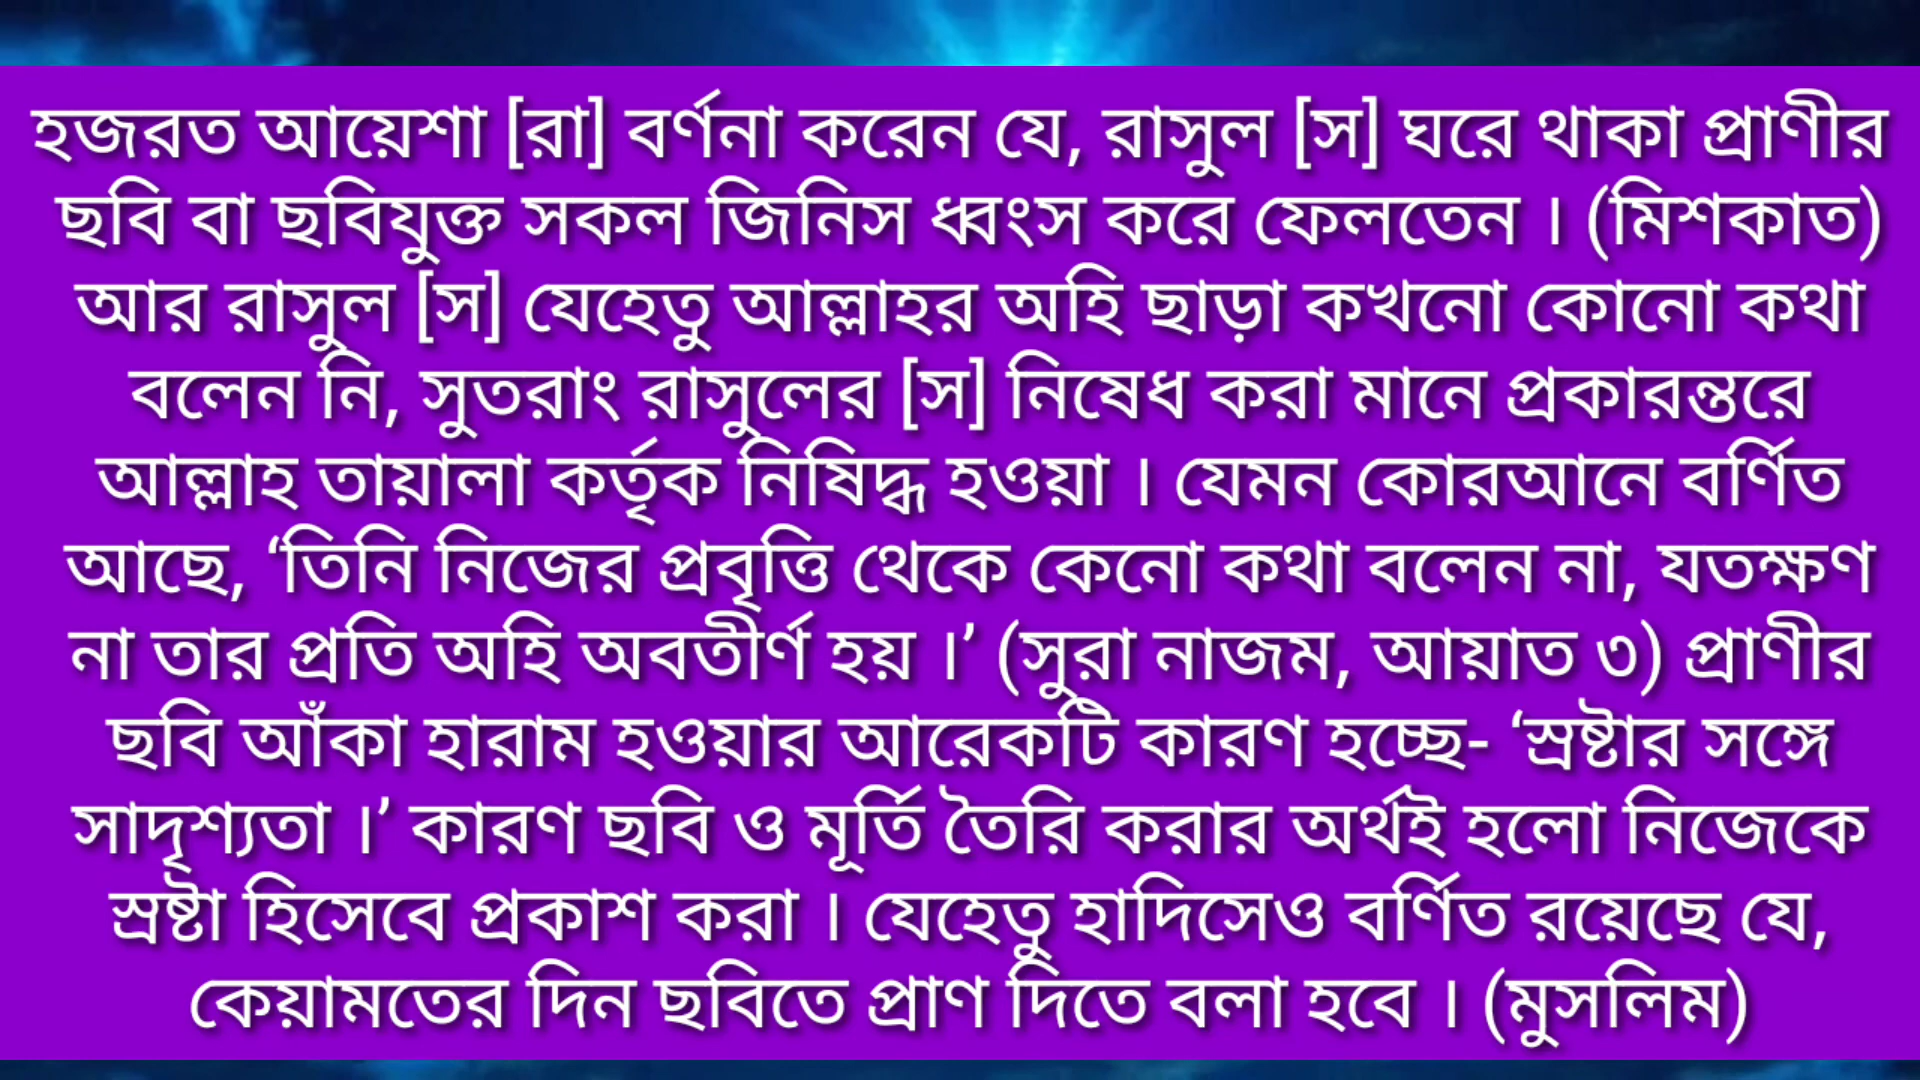 হজরত আয়েশা [রা] বর্ণনা করেন যে, রাসুল [স] ঘরে থাকা প্রাণীর
ছবি বা ছবিযুক্ত সকল জিনিস ধ্বংস করে ফেলতেন । (মিশকাত)
আর রাসুল [স] যেহেতু আল্লাহর অহি ছাড়া কখনো কোনো কথা
বলেন নি, সুতরাং রাসুলের [স] নিষেধ করা মানে প্রকারন্তরে
আল্লাহ তায়ালা কর্তৃক নিষিদ্ধ হওয়া । যেমন কোরআনে বর্ণিত
আছে, ‘তিনি নিজের প্রবৃত্তি থেকে কেনো কথা বলেন না, যতক্ষণ
না তার প্রতি অহি অবতীর্ণ হয় ।’ (সুরা নাজম, আয়াত ৩) প্রাণীর
ছবি আঁকা হারাম হওয়ার আরেকটি কারণ হচ্ছে- ‘স্রষ্টার সঙ্গে
সাদৃশ্যতা ।’ কারণ ছবি ও মূর্তি তৈরি করার অর্থই হলো নিজেকে
স্রষ্টা হিসেবে প্রকাশ করা । যেহেতু হাদিসেও বর্ণিত রয়েছে যে,
কেয়ামতের দিন ছবিতে প্রাণ দিতে বলা হবে । (মুসলিম)